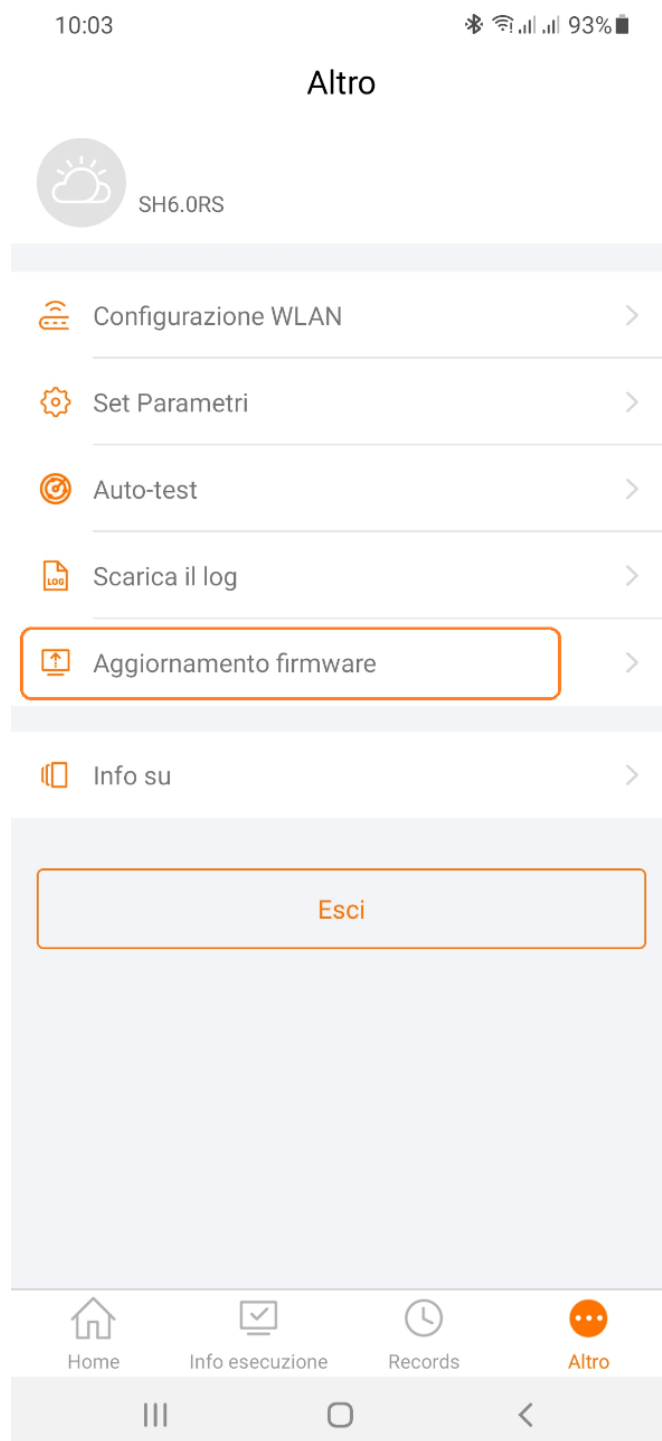 10:03
93%
Altro
SH6.0RS
Configurazione WLAN
Set Parametri
Auto-test
LOG
Scarica il log
Aggiornamento firmware
Info su
Esci
Home
Info esecuzione
Records
Altro